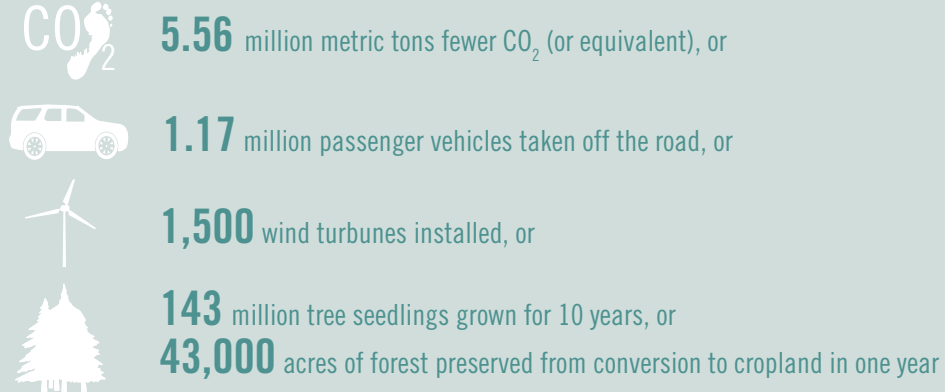 CO2
5.56 million metric tons fewer CO2 (or equivalent), or
1.17 million passenger vehicles taken off the road, or
1,500 wind turbunes installed, or
143 million tree seedlings grown for 10 years, or
43,000 acres of forest preserved from conversion to cropland in one year